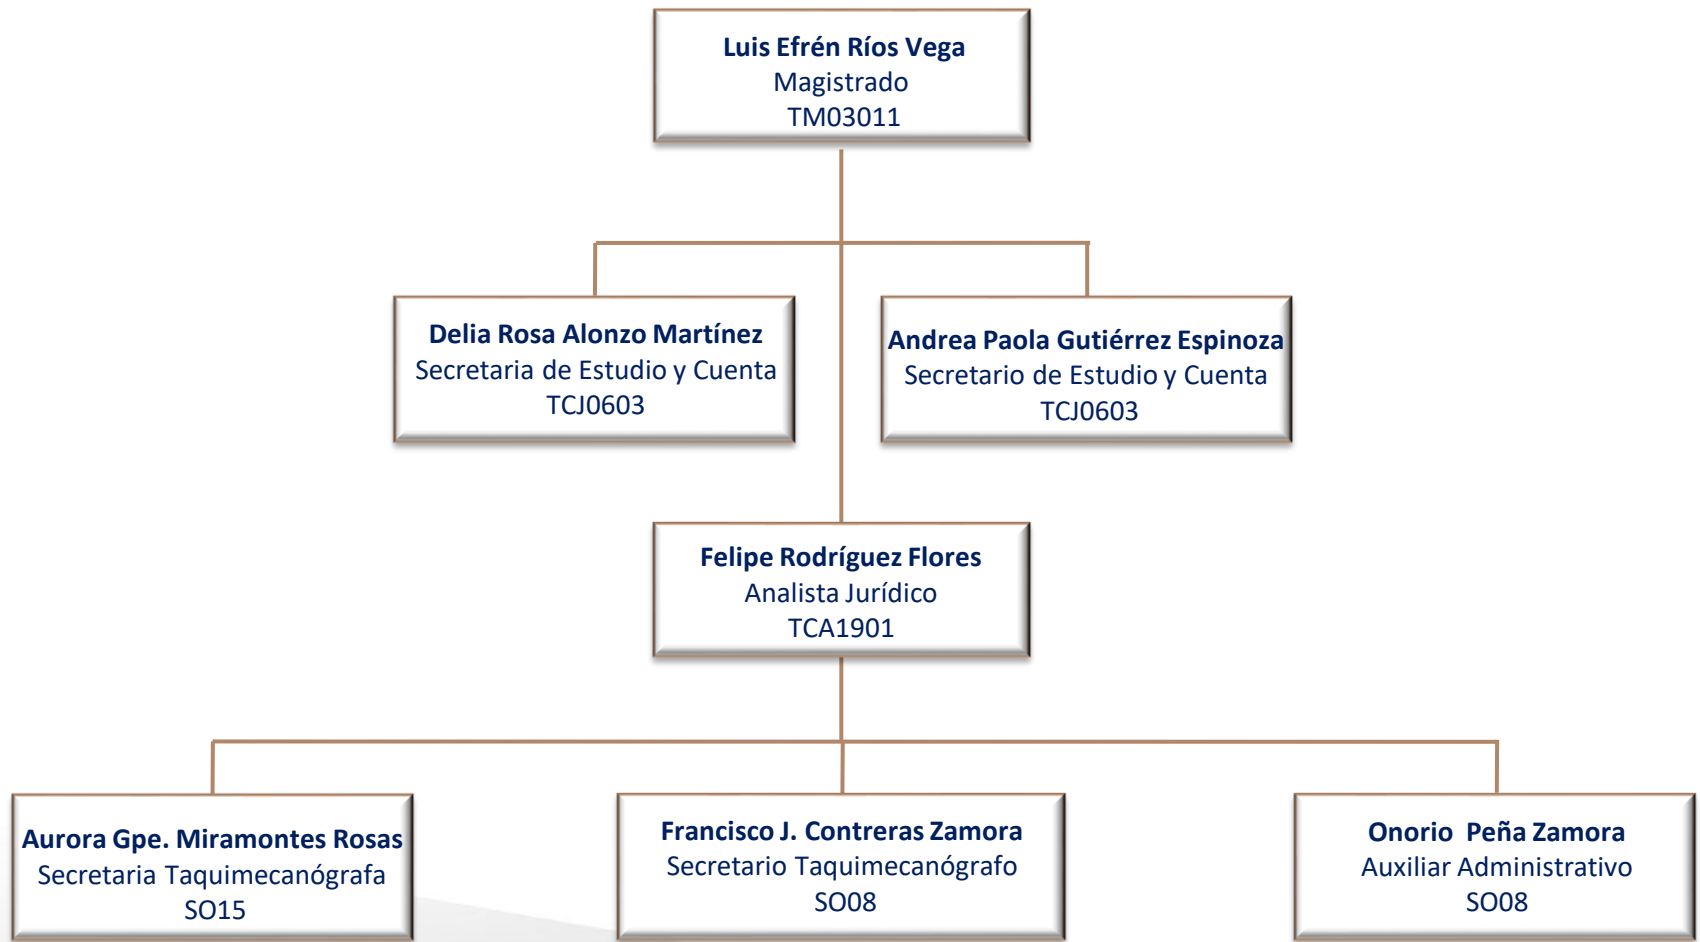 Luis Efrén Ríos Vega
Magistrado
TM03011
Delia Rosa Alonzo Martínez
Secretaria de Estudio y Cuenta
TCJ0603
Andrea Paola Gutiérrez Espinoza
Secretario de Estudio y Cuenta
TCJ0603
Felipe Rodríguez Flores
Analista Jurídico
TCA1901
Aurora Gpe. Miramontes Rosas
Secretaria Taquimecanógrafa
SO15
Francisco J. Contreras Zamora
Secretario Taquimecanógrafo
SO08
Onorio Peña Zamora
Auxiliar Administrativo
SO08